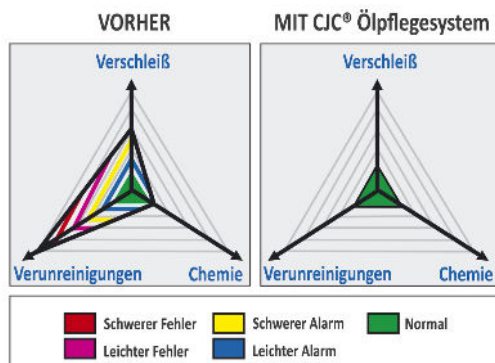 VORHER
Verschleiß
Verunreinigungen
Chemie
MIT CJC® Ölpflegesystem
Verschleiß
Verunreinigungen
Chemie
Schwerer Fehler
Schwerer Alarm
Normal
Leichter Fehler
Leichter Alarm